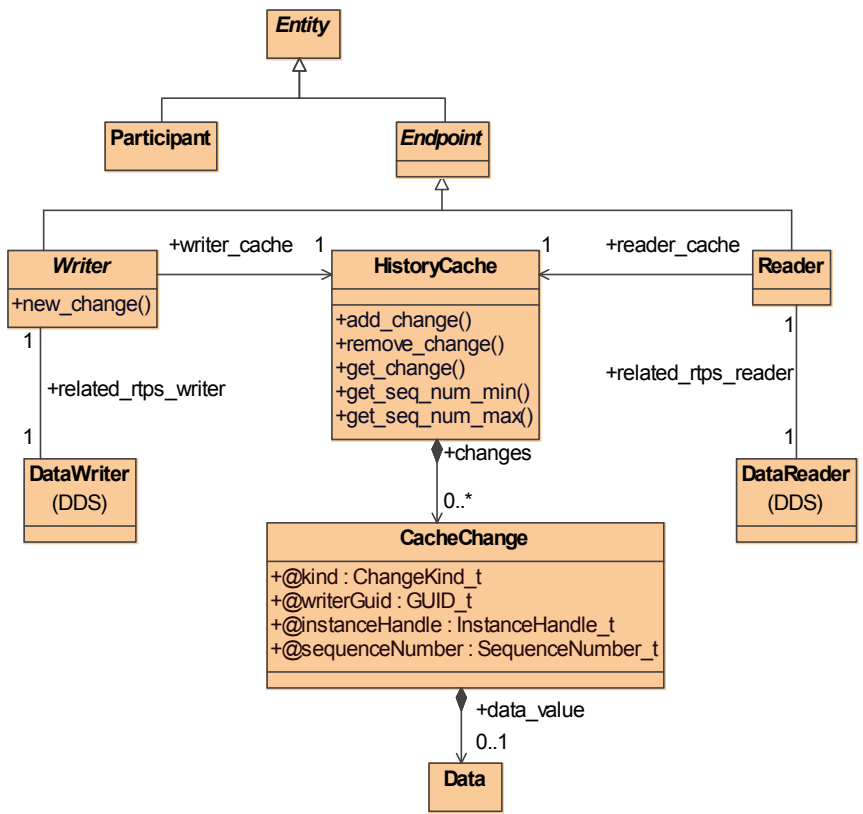 Entity
Participant
Endpoint
+writer_cache
1
1
+reader_cache
Writer
+new_change()
HistoryCache
+add_change()
+remove_change()
+get_change()
+get_seq_num_min()
+get_seq_num_max()
Reader
1
+related_rtps_writer
1
1
+related_rtps_reader
1
DataWriter
(DDS)
DataReader
(DDS)
+changes
0..*
CacheChange
+@kind : ChangeKind_t
+@writerGuid : GUID_t
+@instanceHandle : InstanceHandle_t
+@sequenceNumber : SequenceNumber_t
+data_value
0..1
Data